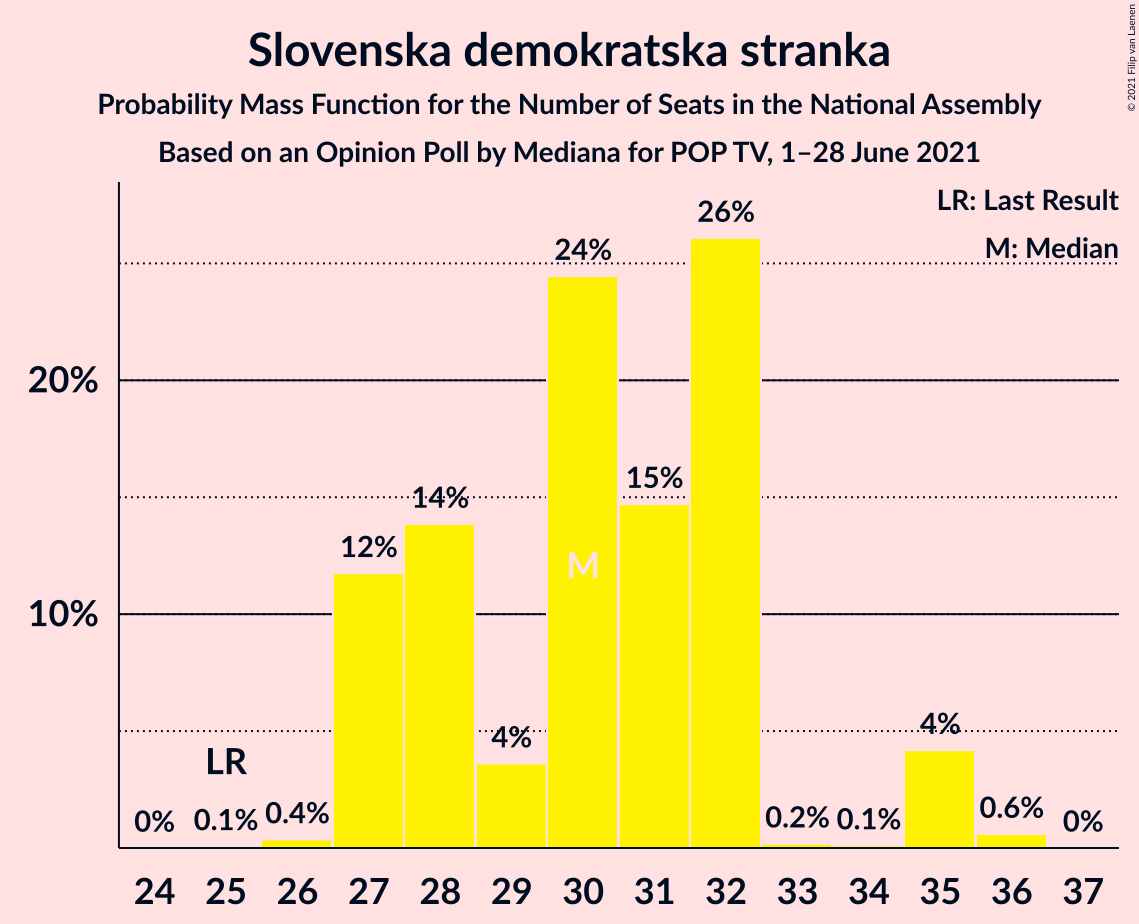 Slovenska demokratska stranka
Probability Mass Function for the Number of Seats in the National Assembly
Based on an Opinion Poll by Mediana for POP TV, 1–28 June 2021
© 2021 Filip van Laenen
LR: Last Result
M: Median
20%
10%
0%
0.1%
0.4%
12%
14%
4%
24%
15%
26%
0.2%
0.1%
4%
0.6%
0%
LR
M
24 25 26 27 28 29 30 31 32 33 34 35 36 37